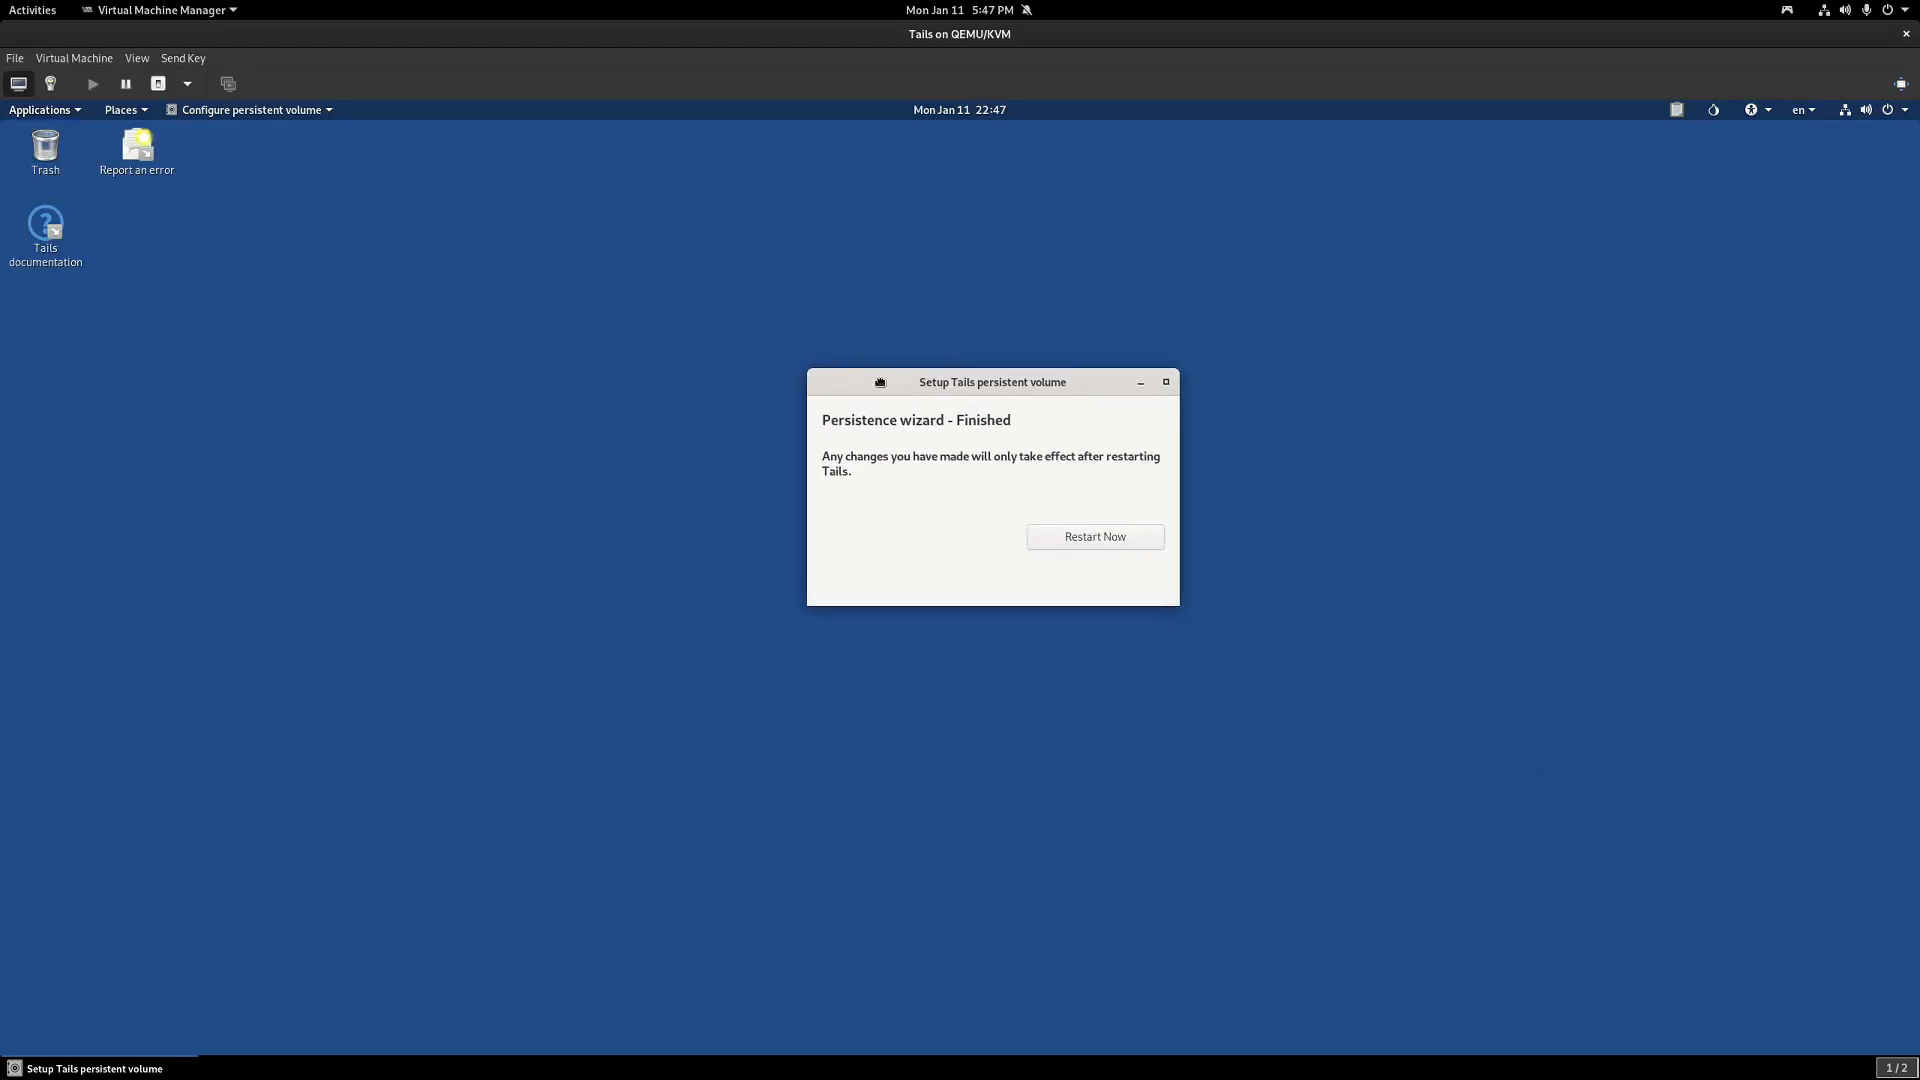 Activities Virtual Machine Manager Mon Jan 11 5:47 PM
Tails on QEMU/KVM
File Virtual Machine View Send Key
Applications Places Configure persistent volume Mon Jan 11 22:47 en
Trash
Report an error
Tails
documentation
Setup Tails persistent volume
Persistence wizard - Finished
Any changes you have made will only take effect after restarting
Tails.
Restart Now
Setup Tails persistent volume 1 / 2